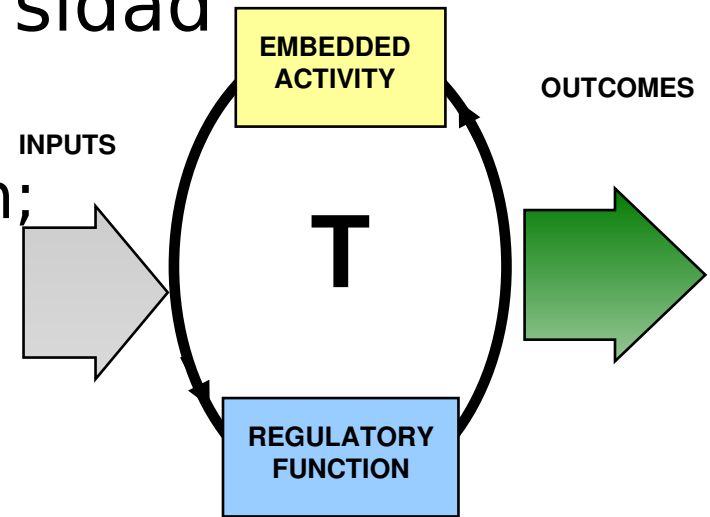 sidad
EMBEDDED
ACTIVITY
OUTCOMES
INPUTS
;
T
REGULATORY
FUNCTION